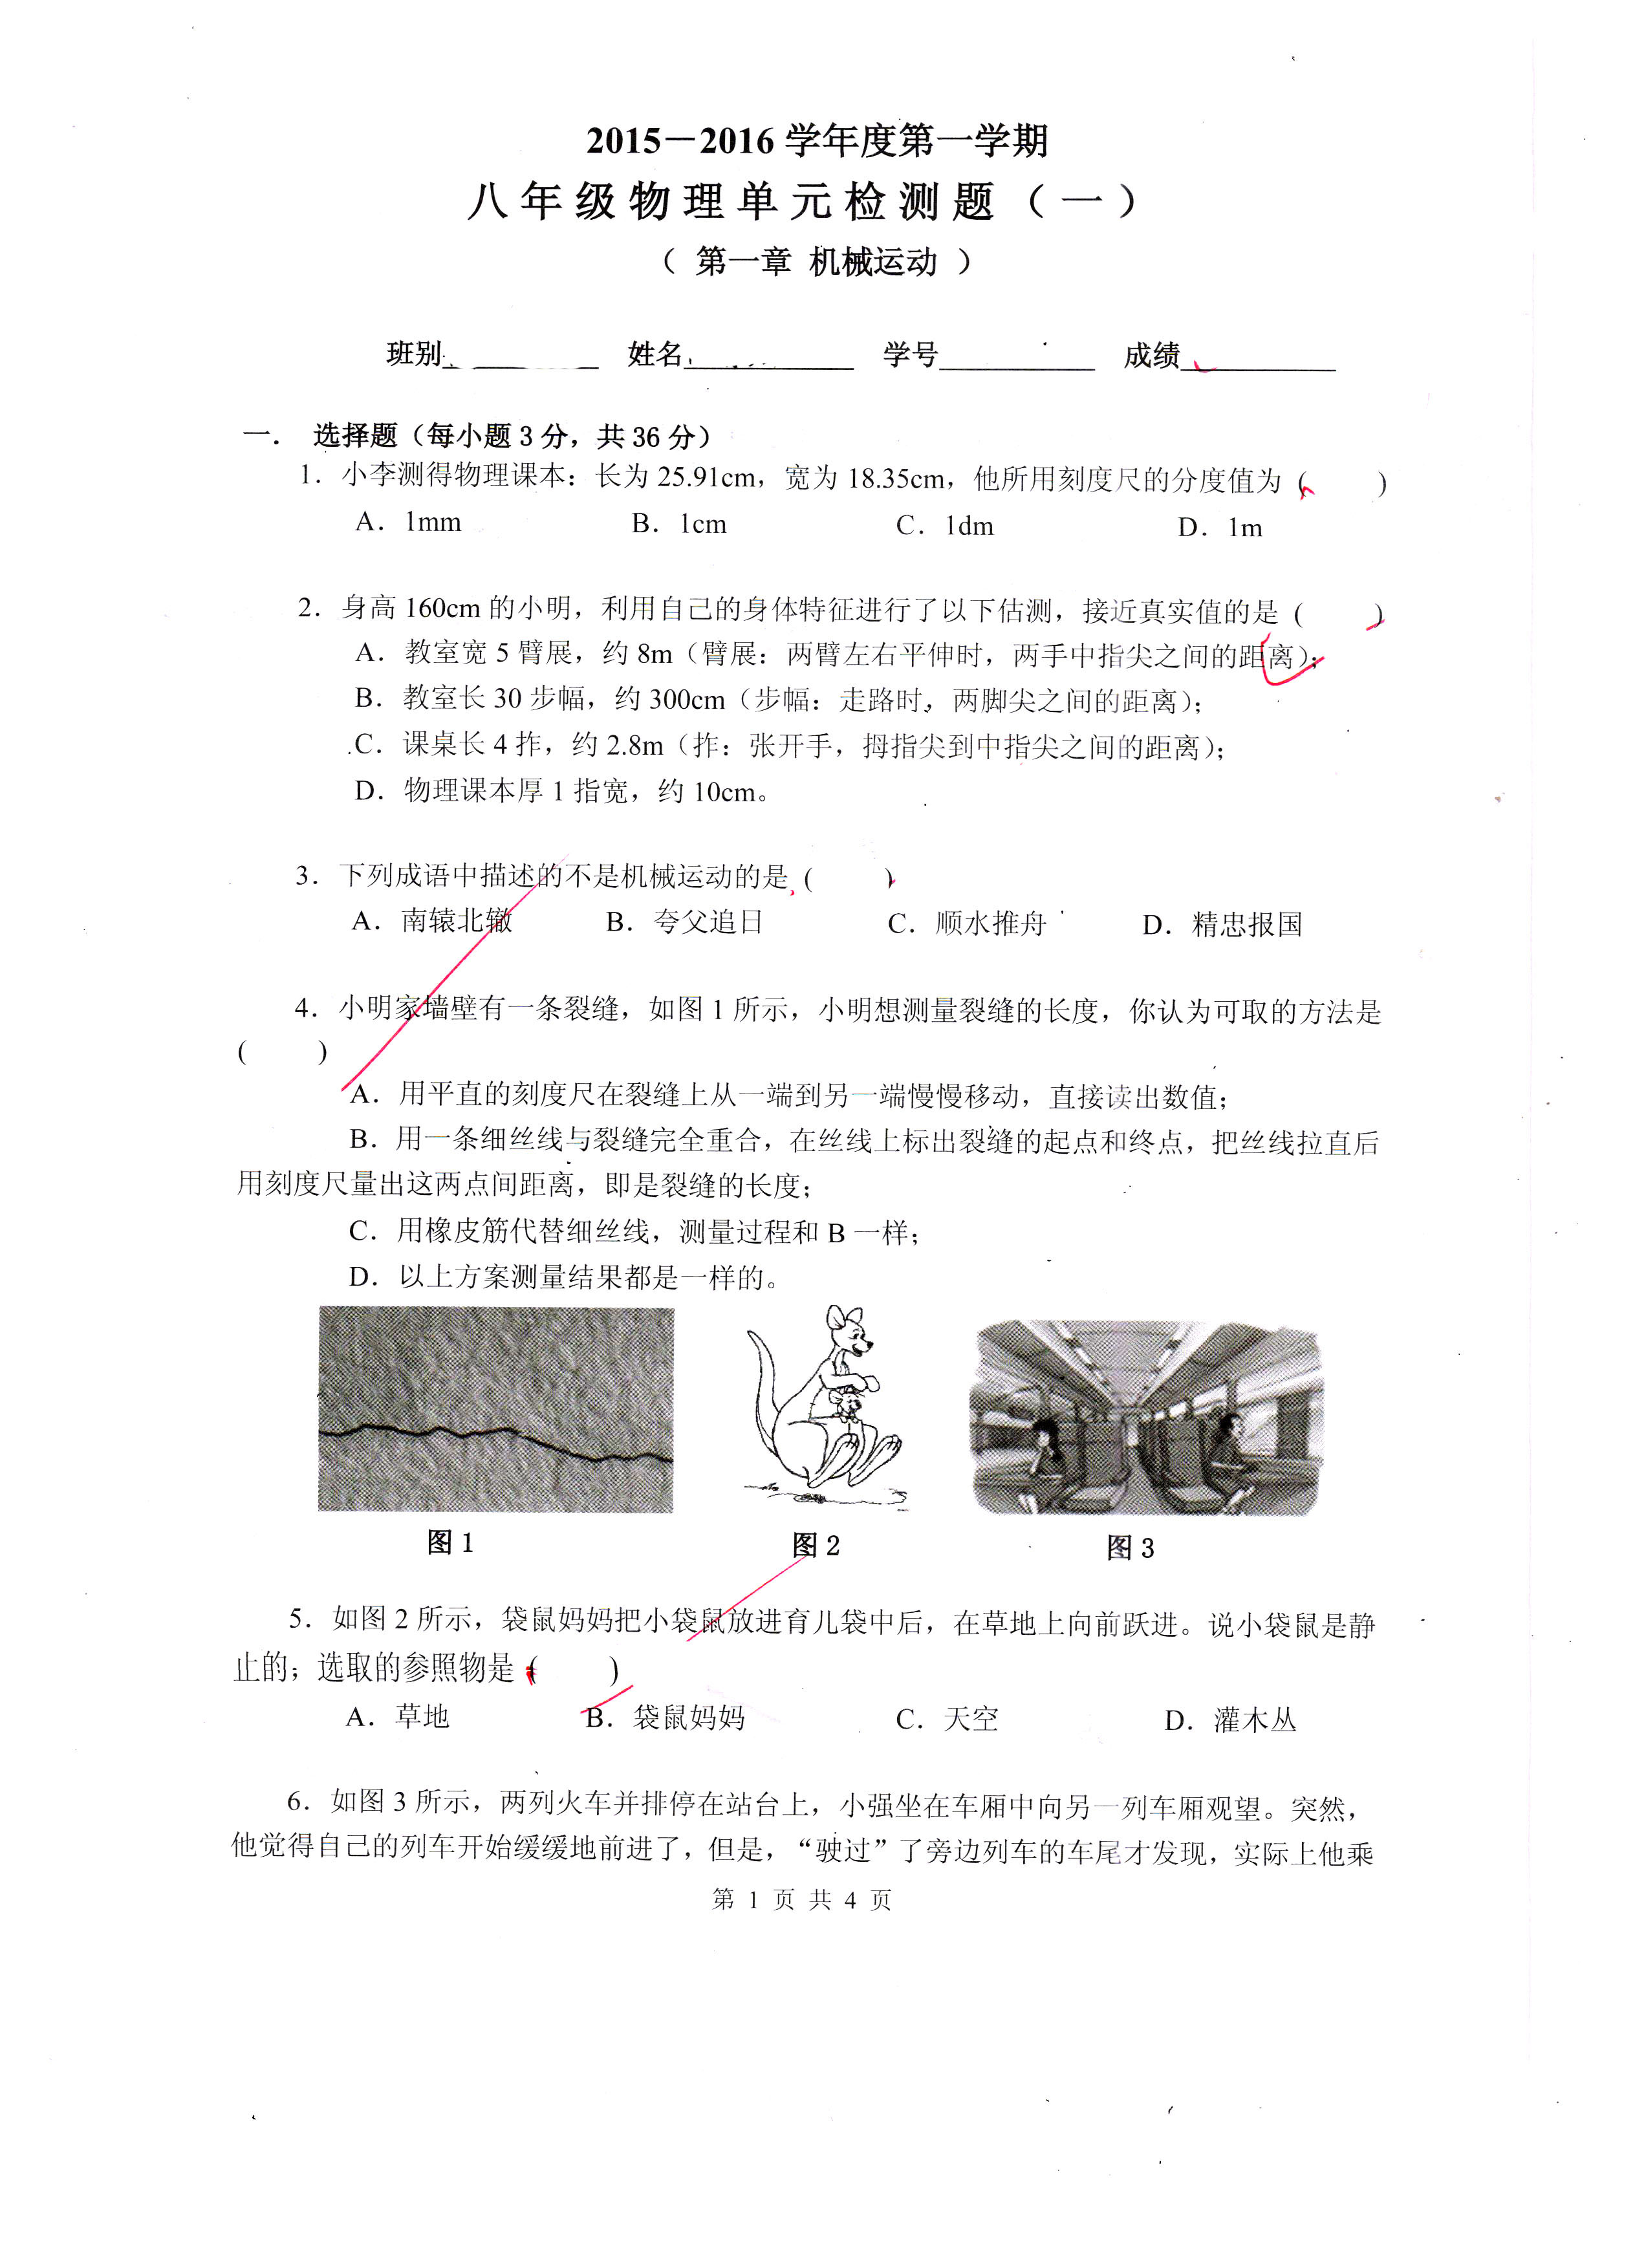 2015－2016 学年度第一学期
八年级物理单元检测题（一）
（ 第一章 机械运动 ）
班别 姓名 学号 成绩
一． 选择题（每小题 3 分，共 36 分）
1．小李测得物理课本：长为 25.91cm，宽为 18.35cm，他所用刻度尺的分度值为（ ）
A．1mm B．1cm C．1dm D．1m
2．身高 160cm 的小明，利用自己的身体特征进行了以下估测，接近真实值的是（ ）
A．教室宽 5 臂展，约 8m（臂展：两臂左右平伸时，两手中指尖之间的距离）；
B．教室长 30 步幅，约 300cm（步幅：走路时，两脚尖之间的距离）；
C．课桌长 4 拃，约 2.8m（拃：张开手，拇指尖到中指尖之间的距离）；
D．物理课本厚 1 指宽，约 10cm。
3．下列成语中描述的不是机械运动的是（ ）
A．南辕北辙 B．夸父追日 C．顺水推舟 D．精忠报国
4．小明家墙壁有一条裂缝，如图 1 所示，小明想测量裂缝的长度，你认为可取的方法是
（ ）
A．用平直的刻度尺在裂缝上从一端到另一端慢慢移动，直接读出数值；
B．用一条细丝线与裂缝完全重合，在丝线上标出裂缝的起点和终点，把丝线拉直后
用刻度尺量出这两点间距离，即是裂缝的长度；
C．用橡皮筋代替细丝线，测量过程和 B 一样；
D．以上方案测量结果都是一样的。
图 1 图 2 图 3
5．如图 2 所示，袋鼠妈妈把小袋鼠放进育儿袋中后，在草地上向前跃进。说小袋鼠是静
止的；选取的参照物是（ ）
A．草地 B．袋鼠妈妈 C．天空 D．灌木丛
6．如图 3 所示，两列火车并排停在站台上，小强坐在车厢中向另一列车厢观望。突然，
他觉得自己的列车开始缓缓地前进了，但是，“驶过”了旁边列车的车尾才发现，实际上他乘
第 1 页 共 4 页